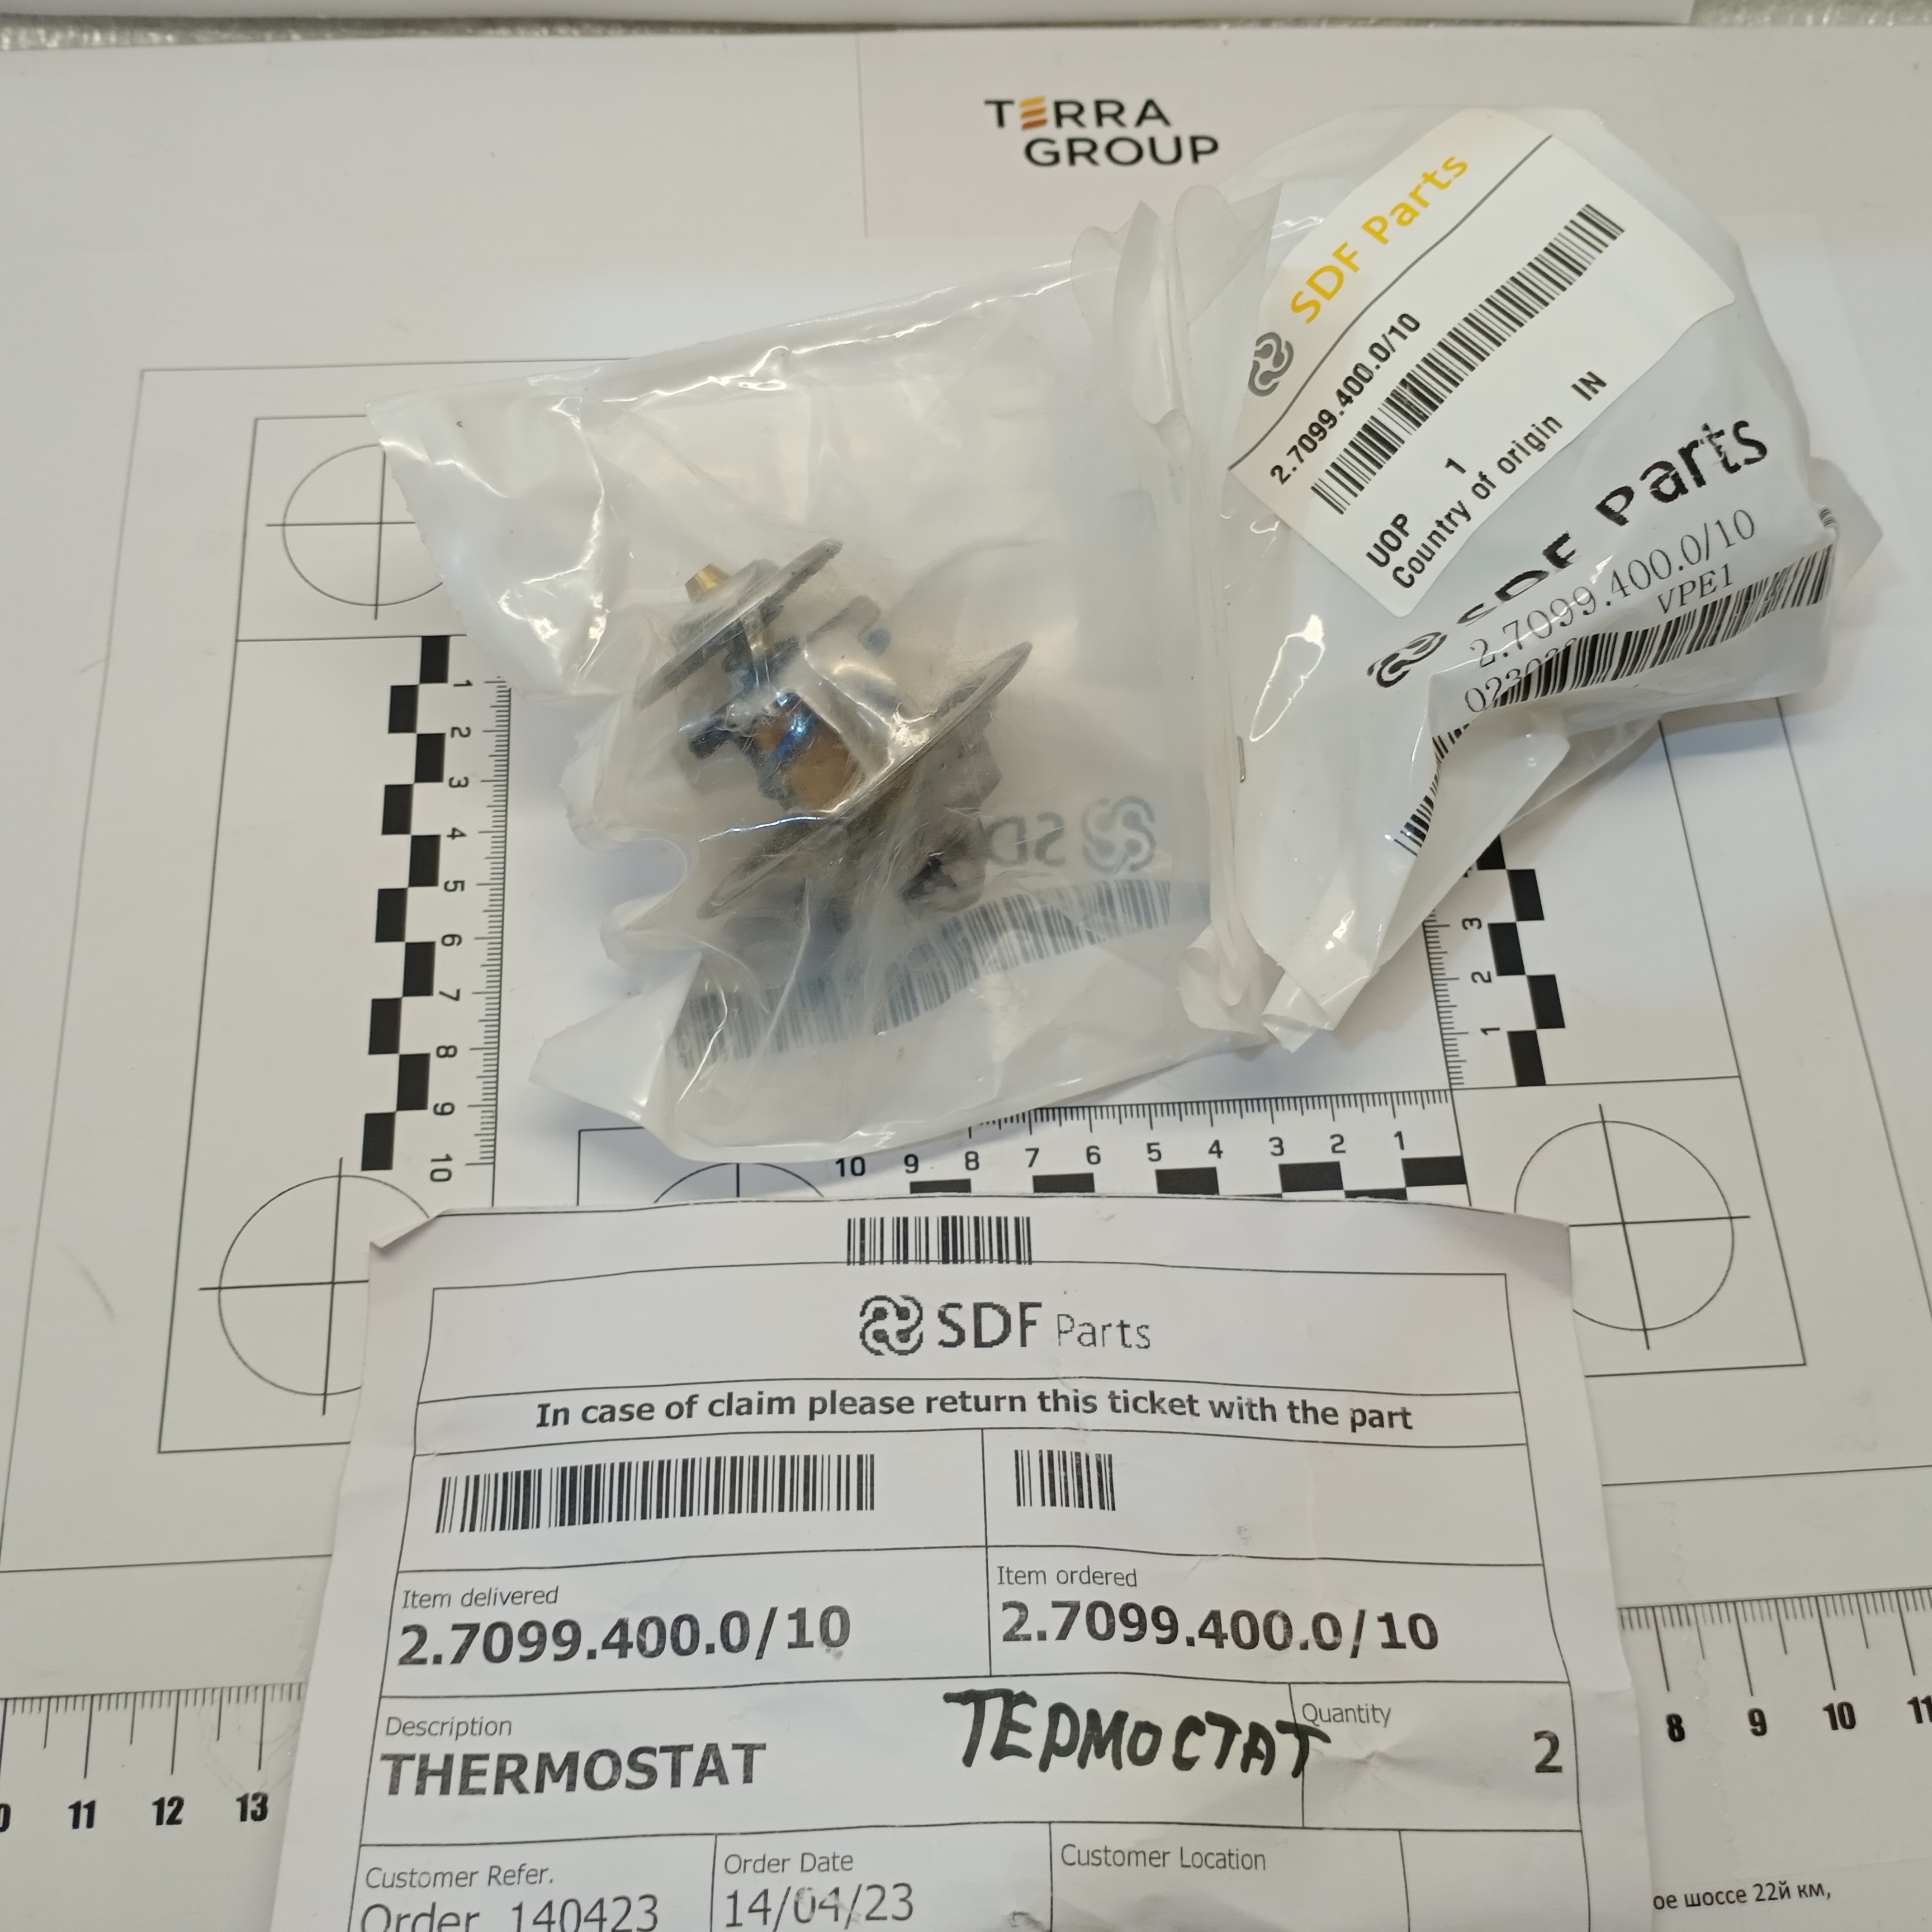 TERRA
GROUP
SDF Parts
2.7099.400.0/10
UOP 1
Country of origin IN
SDF Parts
2.7099.400.0/10
VPE1
1
2
3
4
5
6
7
8
9
10
3
2
1
10 9 8 7 6 5 4 3 2 1
SDF Parts
In case of claim please return this ticket with the part
Item delivered
2.7099.400.0/10
Item ordered
2.7099.400.0/10
Description
THERMOSTAT
ТЕРМОСТАТ
Quantity
2
Customer Refer.
Order 140423
Order Date
14/04/23
Customer Location
11 12 13
8 9 10 11
ое шоссе 22й км,